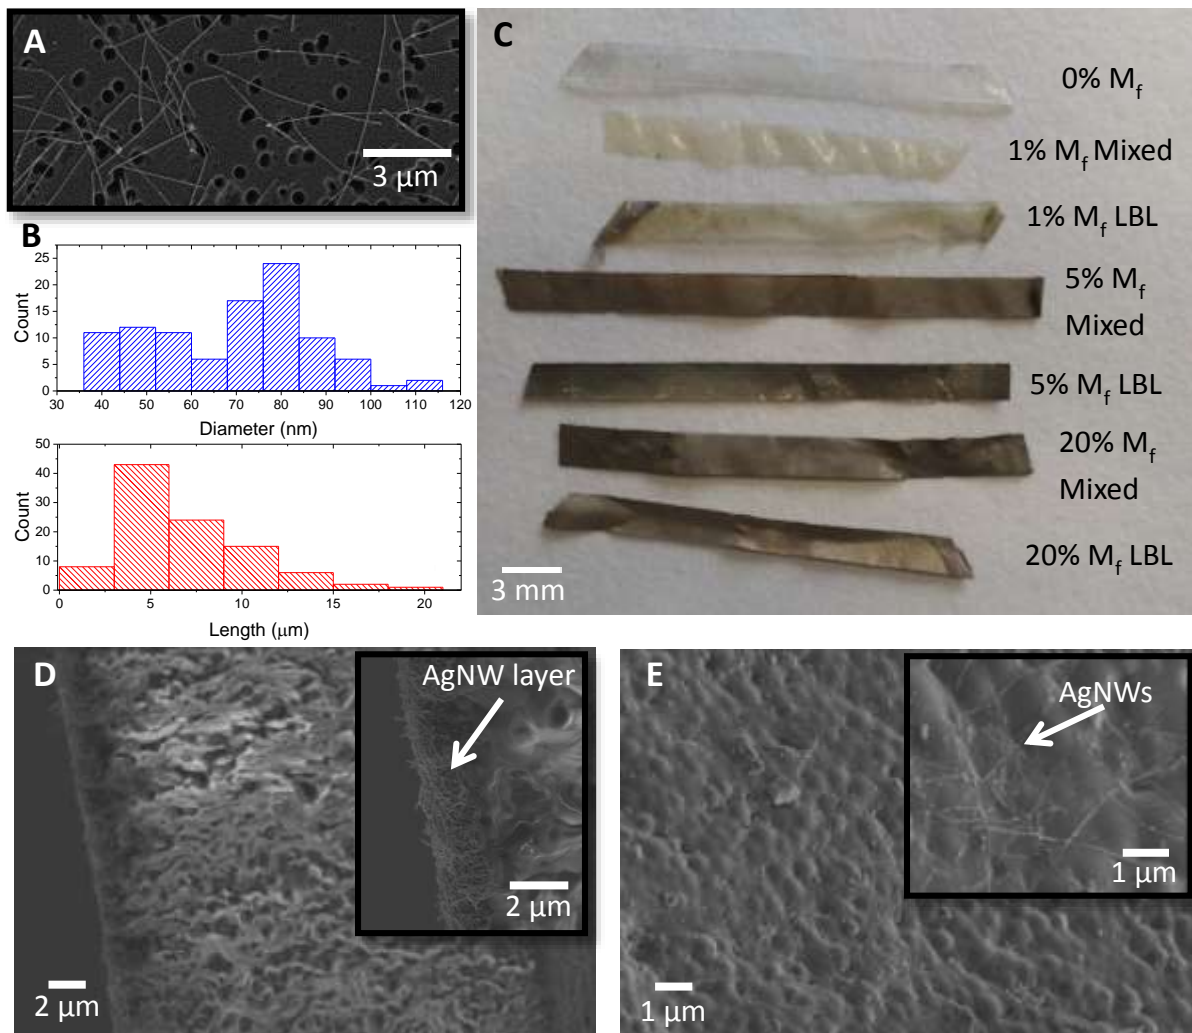 A
3 μm
B
25
20
15
10
5
0
Count
30 40 50 60 70 80 90 100 110 120
Diameter (nm)
50
40
30
20
10
0
Count
0 5 10 15 20
Length (μm)
C
0% Mf
1% Mf Mixed
1% Mf LBL
5% Mf
Mixed
5% Mf LBL
20% Mf
Mixed
20% Mf LBL
3 mm
D
AgNW layer
2 μm
2 μm
E
AgNWs
1 μm
1 μm